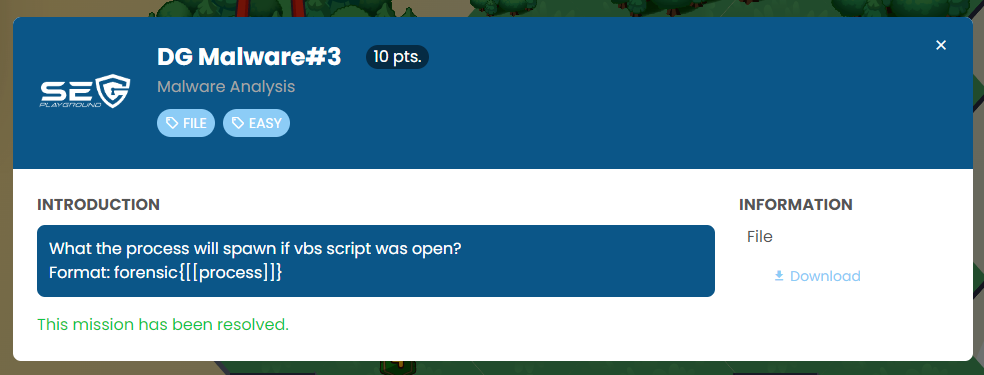 DG Malware#3
10 pts.
SEC
PLAYGROUND
Malware Analysis
FILE
EASY
×
INTRODUCTION
What the process will spawn if vbs script was open?
Format: forensic{[[process]]}
This mission has been resolved.
INFORMATION
File
Download